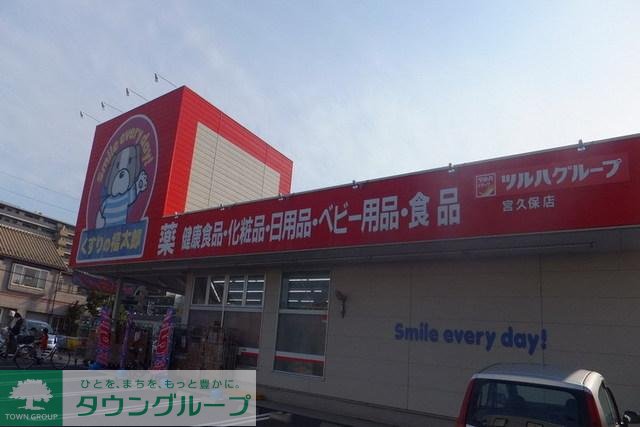 Smile every day!
くすりの福太郎
薬 健康食品・化粧品・日用品・ベビー用品・食品
ツルハグループ
宮久保店
Smile every day!
TOWN GROUP
ひとを、まちを、もっと豊かに。
タウングループ